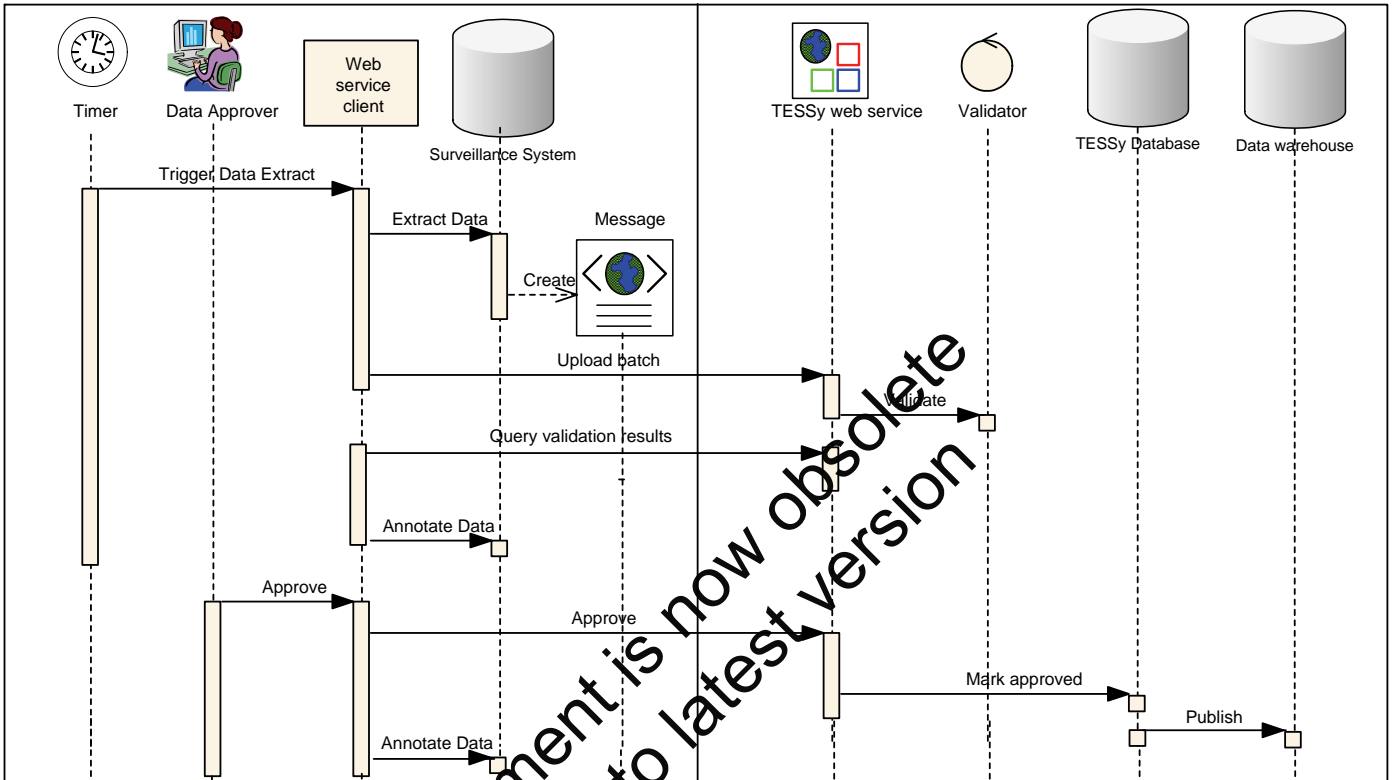 Timer
Data Approver
Web
service
client
Surveillance System
TESSy web service
Validator
TESSy Database
Data warehouse
Trigger Data Extract
Extract Data
Message
Create
Upload batch
Validate
Query validation results
Annotate Data
Approve
Approve
Mark approved
Publish
Annotate Data
ment is now obsolete
to latest version